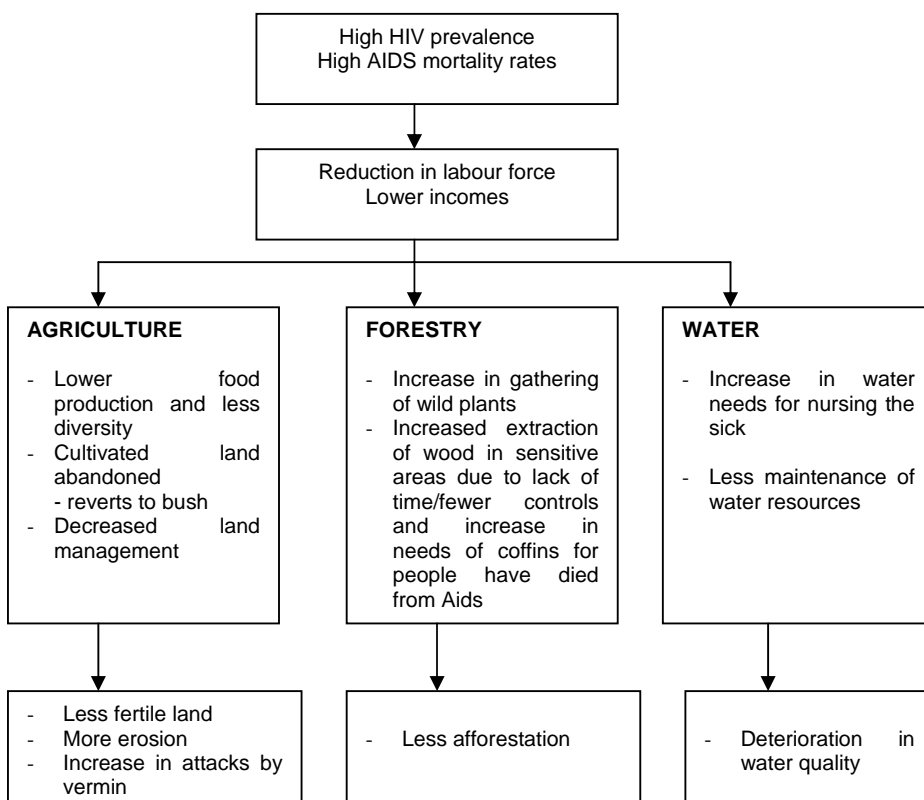 High HIV prevalence
High AIDS mortality rates
Reduction in labour force
Lower incomes
AGRICULTURE
- Lower food
production and less
diversity
- Cultivated land
abandoned
- reverts to bush
- Decreased land
management
FORESTRY
- Increase in gathering
of wild plants
- Increased extraction
of wood in sensitive
areas due to lack of
time/fewer controls
and increase in
needs of coffins for
people have died
from Aids
WATER
- Increase in water
needs for nursing the
sick
- Less maintenance of
water resources
- Less fertile land
- More erosion
- Increase in attacks by
vermin
- Less afforestation
- Deterioration in
water quality